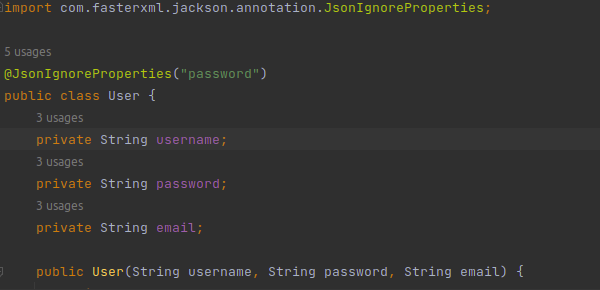 import com.fasterxml.jackson.annotation.JsonIgnoreProperties;
5 usages
@JsonIgnoreProperties("password")
public class User {
3 usages
private String username;
3 usages
private String password;
3 usages
private String email;
public User(String username, String password, String email) {